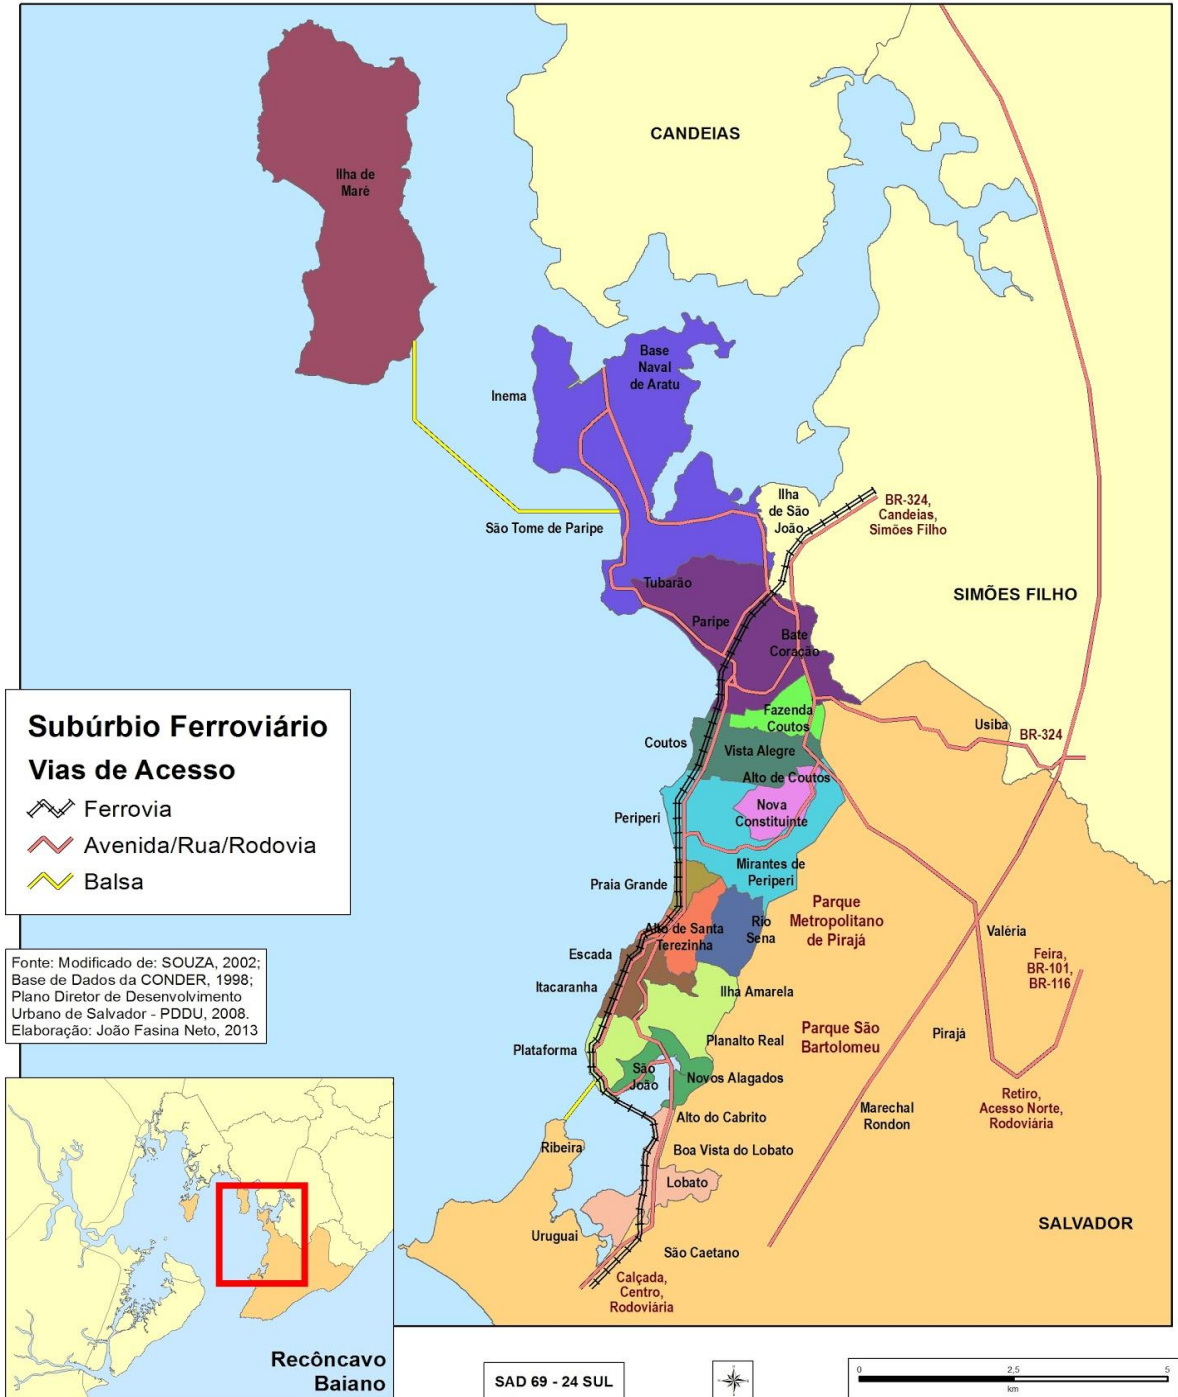 CANDEIAS
Ilha de
Maré
Base
Naval
de Aratu
Inema
Ilha
de São
João
BR-324,
Candeias,
Simões Filho
São Tome de Paripe
Tubarão
SIMÕES FILHO
Paripe
Bate
Coração
Fazenda
Coutos
Usiba
BR-324
Coutos
Vista Alegre
Alto de Coutos
Nova
Constituinte
Periperi
Mirantes de
Periperi
Praia Grande
Parque
Metropolitano
de Pirajá
Alto de Santa
Terezinha
Rio
Sena
Valéria
Feira,
BR-101,
BR-116
Escada
Itacaranha
Ilha Amarela
Parque São
Bartolomeu
Pirajá
Planalto Real
Plataforma
São
João
Novos Alagados
Retiro,
Acesso Norte,
Rodoviária
Marechal
Rondon
Alto do Cabrito
Ribeira
Boa Vista do Lobato
Lobato
SALVADOR
Uruguai
São Caetano
Calçada,
Centro,
Rodoviária
Subúrbio Ferroviário
Vias de Acesso
Ferrovia
Avenida/Rua/Rodovia
Balsa
Fonte: Modificado de: SOUZA, 2002;
Base de Dados da CONDER, 1998;
Plano Diretor de Desenvolvimento
Urbano de Salvador - PDDU, 2008.
Elaboração: João Fasina Neto, 2013
Recôncavo
Baiano
SAD 69 - 24 SUL
0 2,5 5
km